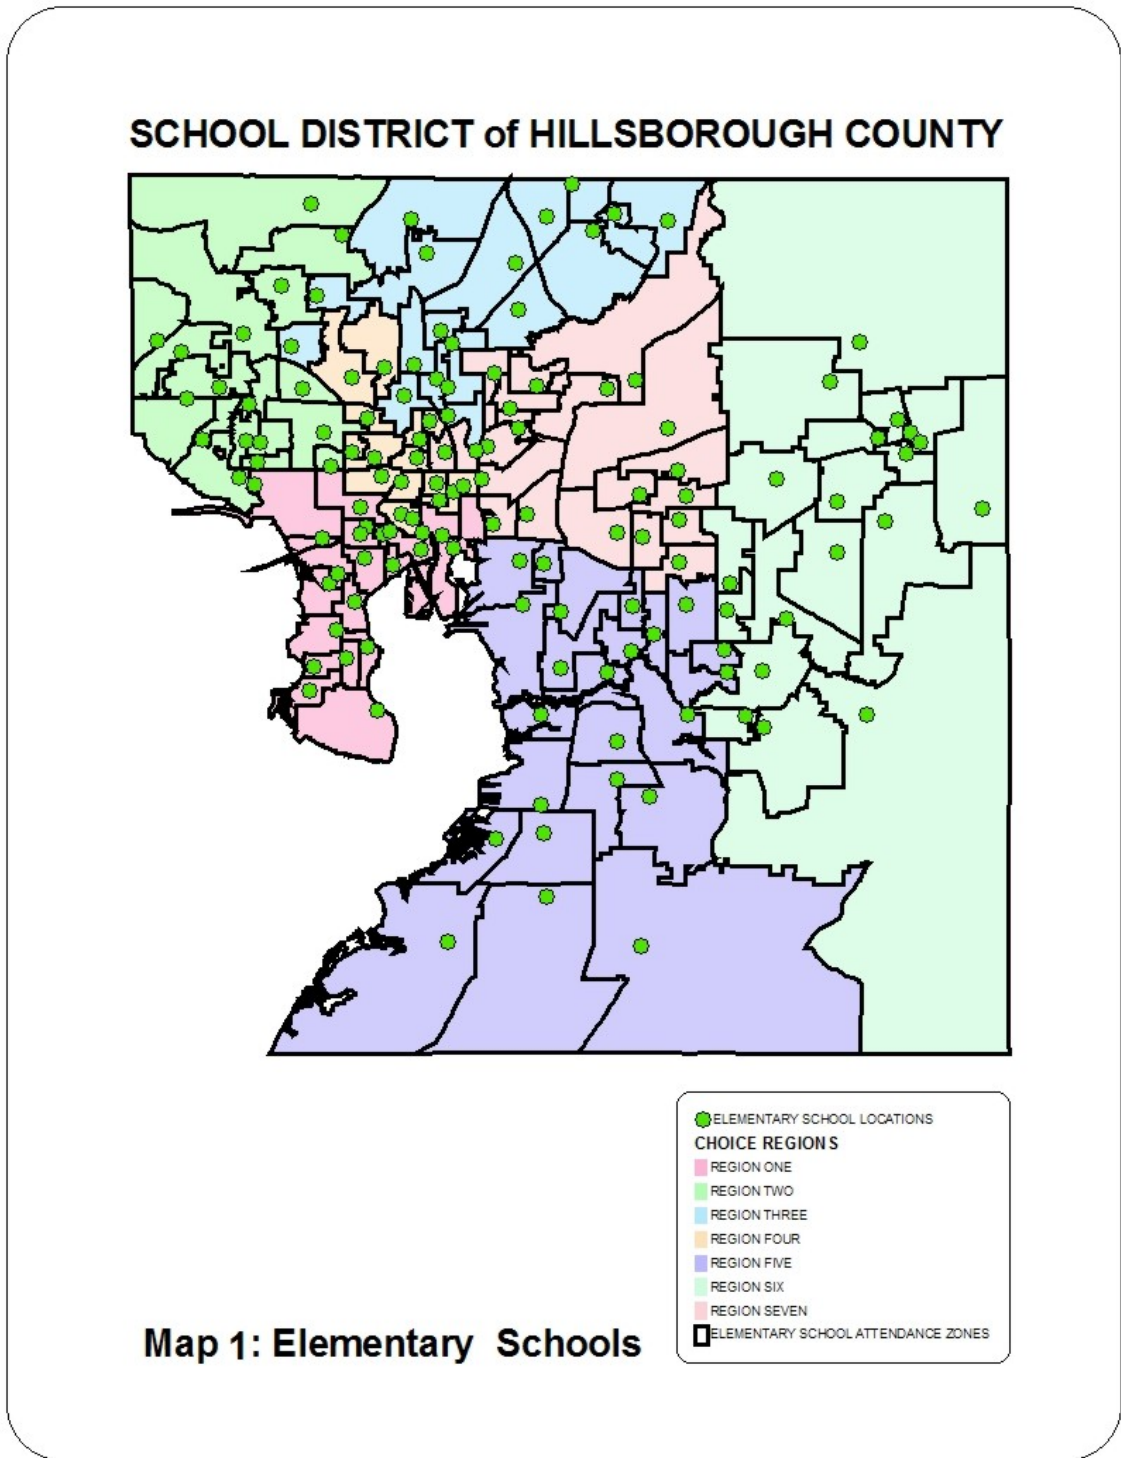 SCHOOL DISTRICT of HILLSBOROUGH COUNTY
ELEMENTARY SCHOOL LOCATIONS
CHOICE REGIONS
REGION ONE
REGION TWO
REGION THREE
REGION FOUR
REGION FIVE
REGION SIX
REGION SEVEN
ELEMENTARY SCHOOL ATTENDANCE ZONES
Map 1: Elementary Schools